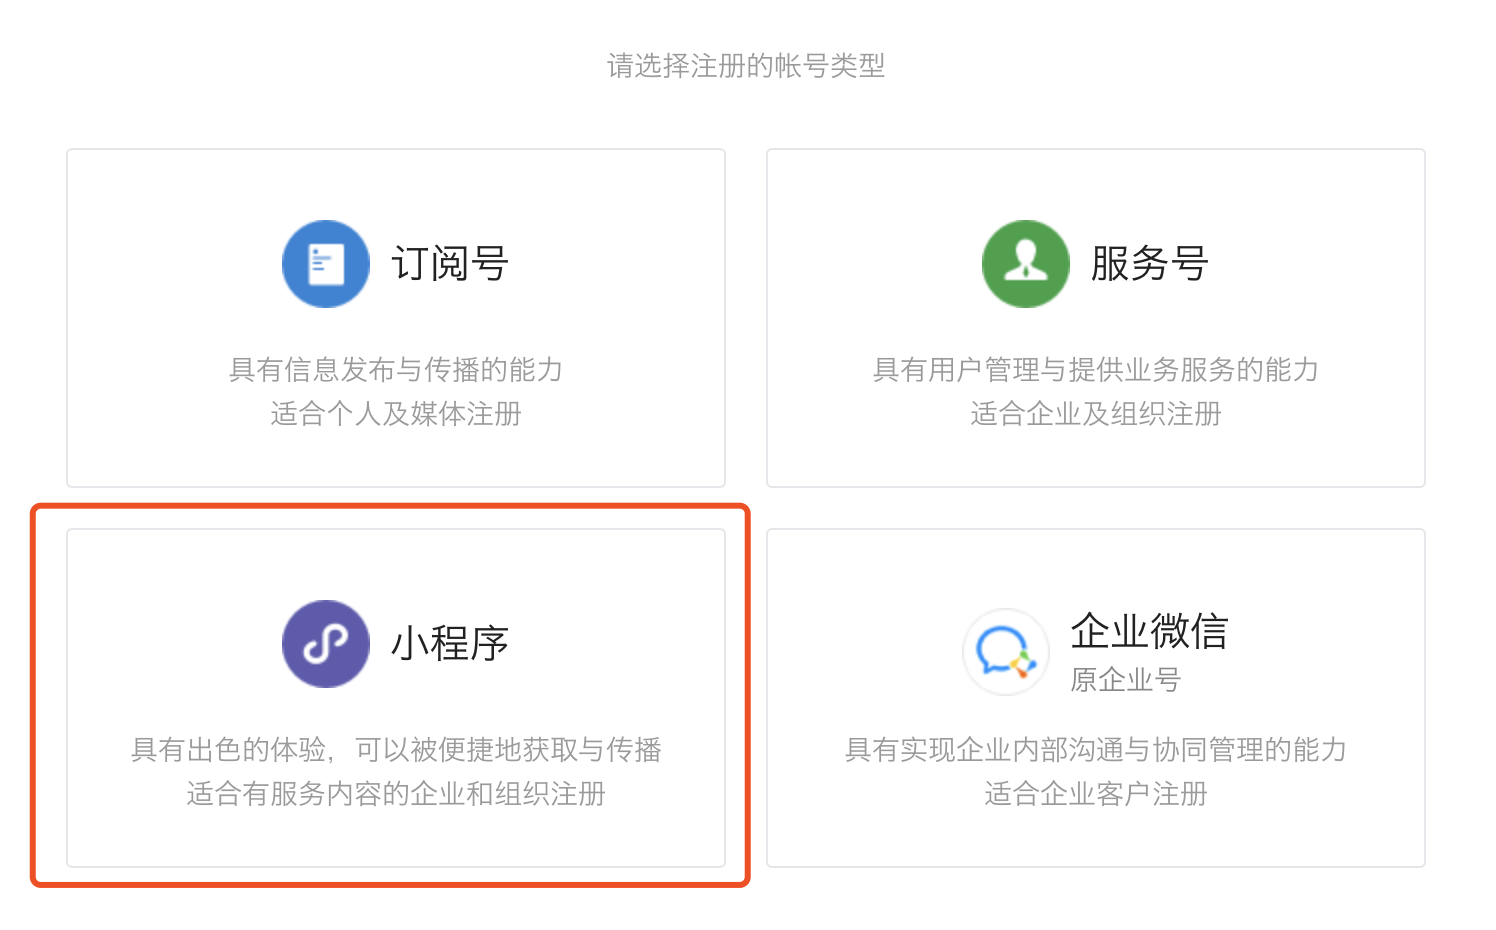 请选择注册的帐号类型
订阅号
具有信息发布与传播的能力
适合个人及媒体注册
服务号
具有用户管理与提供业务服务的能力
适合企业及组织注册
小程序
具有出色的体验，可以被便捷地获取与传播
适合有服务内容的企业和组织注册
企业微信
原企业号
具有实现企业内部沟通与协同管理的能力
适合企业客户注册